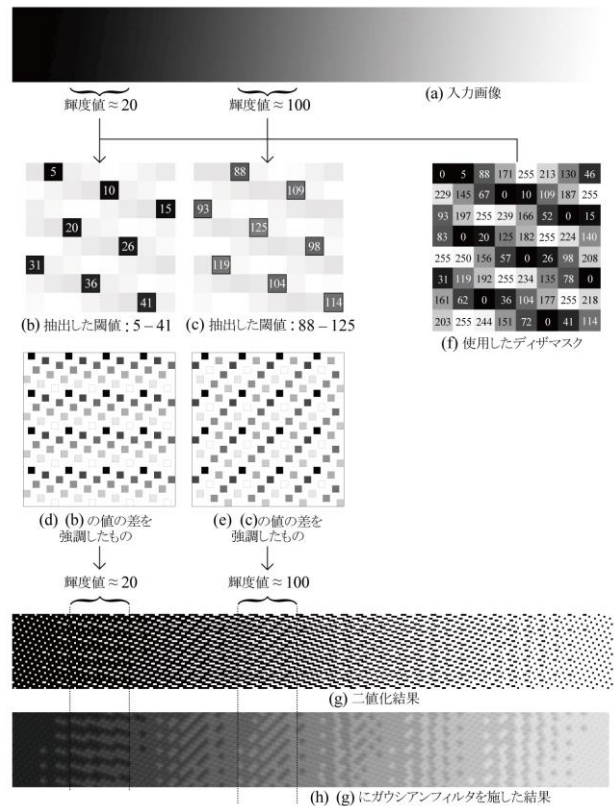 (a) 入力画像
輝度値 ≈ 20
輝度値 ≈ 100
5
10
15
20
26
31
36
41
(b) 抽出した閾値 : 5 – 41
88
109
93
125
98
119
104
114
(c) 抽出した閾値 : 88 – 125
0 5 88 171 255 213 130 46
229 145 67 0 10 109 187 255
93 197 255 239 166 52 0 15
83 0 20 125 182 255 224 140
255 250 156 57 0 26 98 208
31 119 192 255 234 135 78 0
161 62 0 36 104 177 255 218
203 255 244 151 72 0 41 114
(f) 使用したディザマスク
(d) (b) の値の差を
強調したもの
(e) (c)の値の差を
強調したもの
輝度値 ≈ 20
輝度値 ≈ 100
(g) 二値化結果
(h) (g) にガウシアンフィルタを施した結果